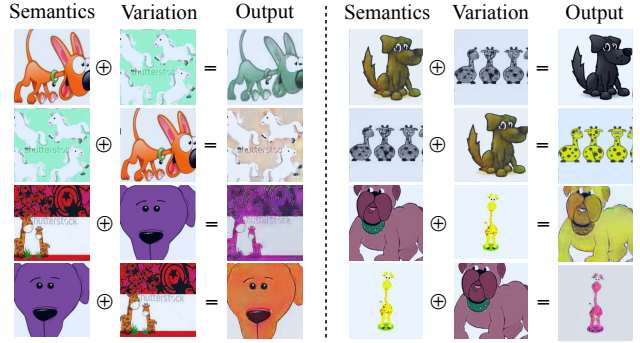 Semantics Variation Output Semantics Variation Output
⊕ = ⊕ =
shutterstock
⊕ = ⊕ =
shutterstock
⊕ = ⊕ =
shutterstock
⊕ = ⊕ =
shutterstock